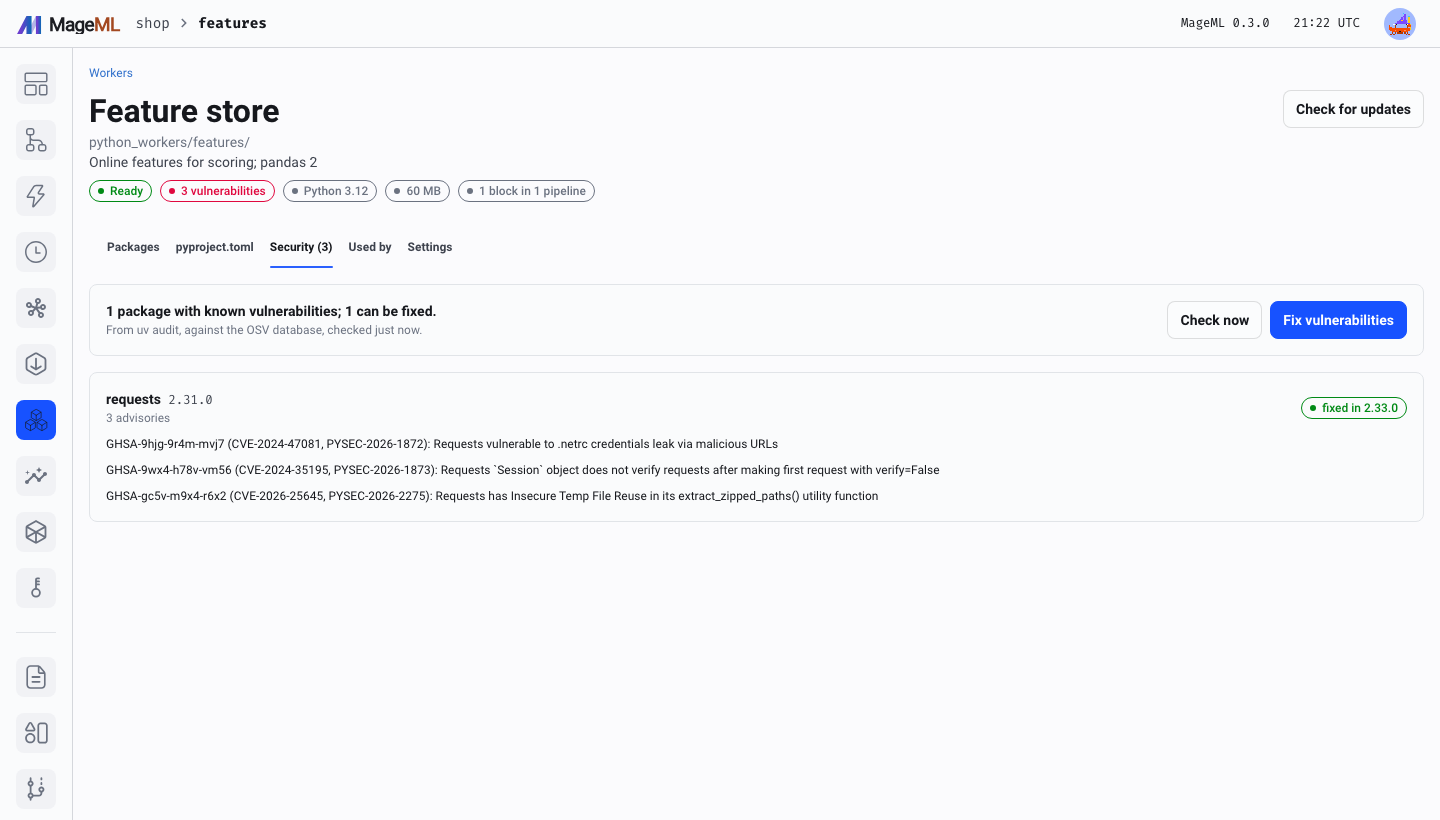 MageML shop > features MageML 0.3.0 21:22 UTC
Workers
Feature store
Check for updates
python_workers/features/
Online features for scoring; pandas 2
Ready 3 vulnerabilities Python 3.12 60 MB 1 block in 1 pipeline
Packages pyproject.toml Security (3) Used by Settings
1 package with known vulnerabilities; 1 can be fixed.
From uv audit, against the OSV database, checked just now.
Check now Fix vulnerabilities
requests 2.31.0
3 advisories
fixed in 2.33.0
GHSA-9hjg-9r4m-mvj7 (CVE-2024-47081, PYSEC-2026-1872): Requests vulnerable to .netrc credentials leak via malicious URLs
GHSA-9wx4-h78v-vm56 (CVE-2024-35195, PYSEC-2026-1873): Requests `Session` object does not verify requests after making first request with verify=False
GHSA-gc5v-m9x4-r6x2 (CVE-2026-25645, PYSEC-2026-2275): Requests has Insecure Temp File Reuse in its extract_zipped_paths() utility function